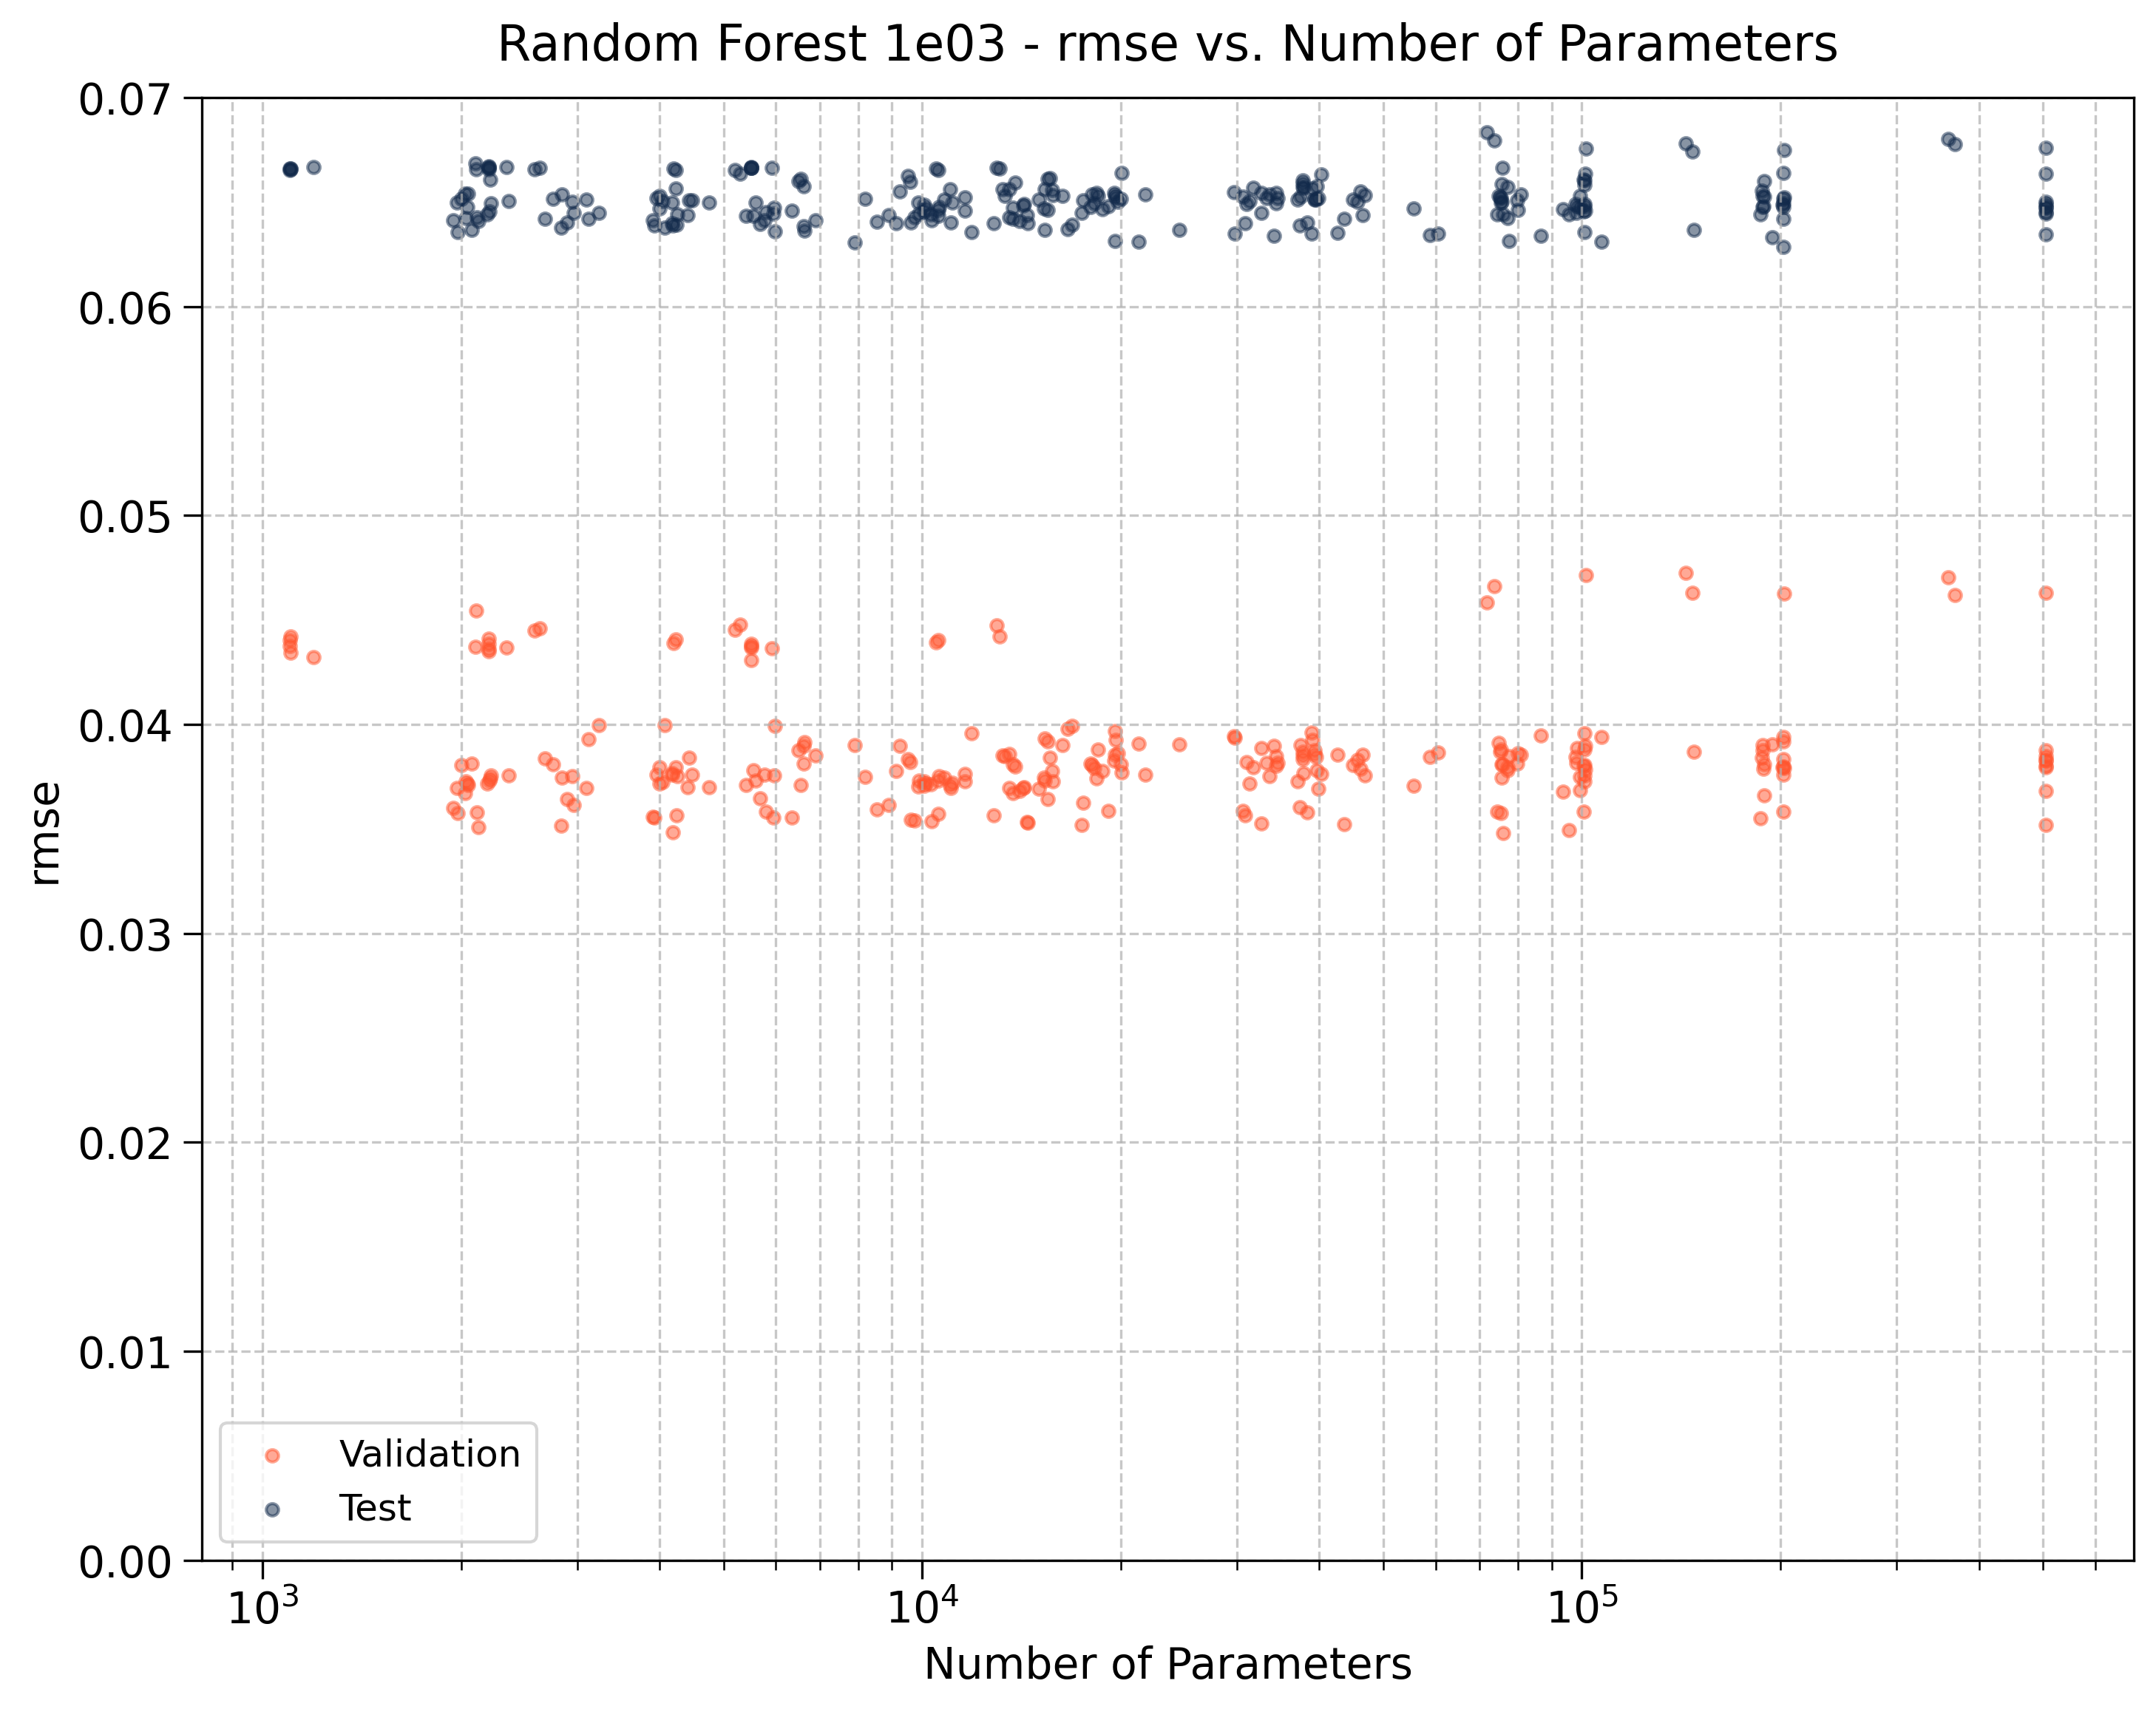 Random Forest 1e03 - rmse vs. Number of Parameters
0.07
0.06
0.05
0.04
0.03
0.02
0.01
0.00
rmse
Validation
Test
10³
10⁴
10⁵
Number of Parameters